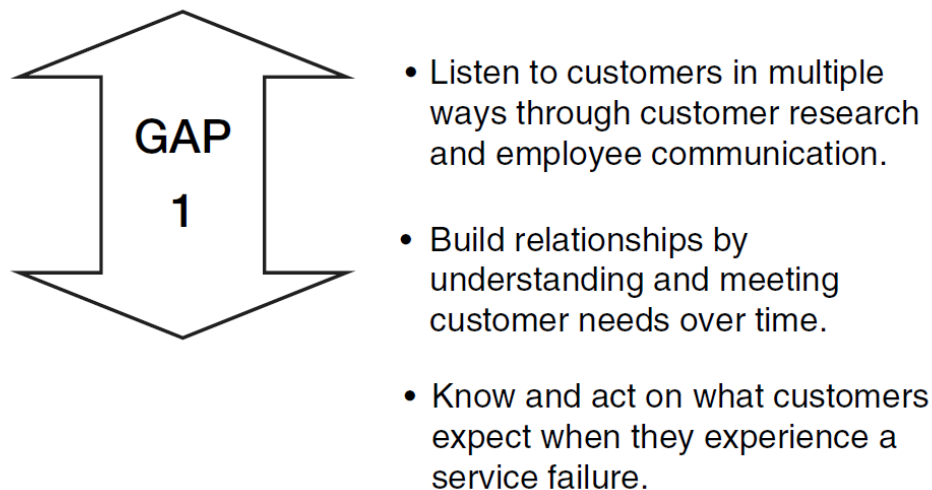 GAP
1
• Listen to customers in multiple
ways through customer research
and employee communication.
• Build relationships by
understanding and meeting
customer needs over time.
• Know and act on what customers
expect when they experience a
service failure.